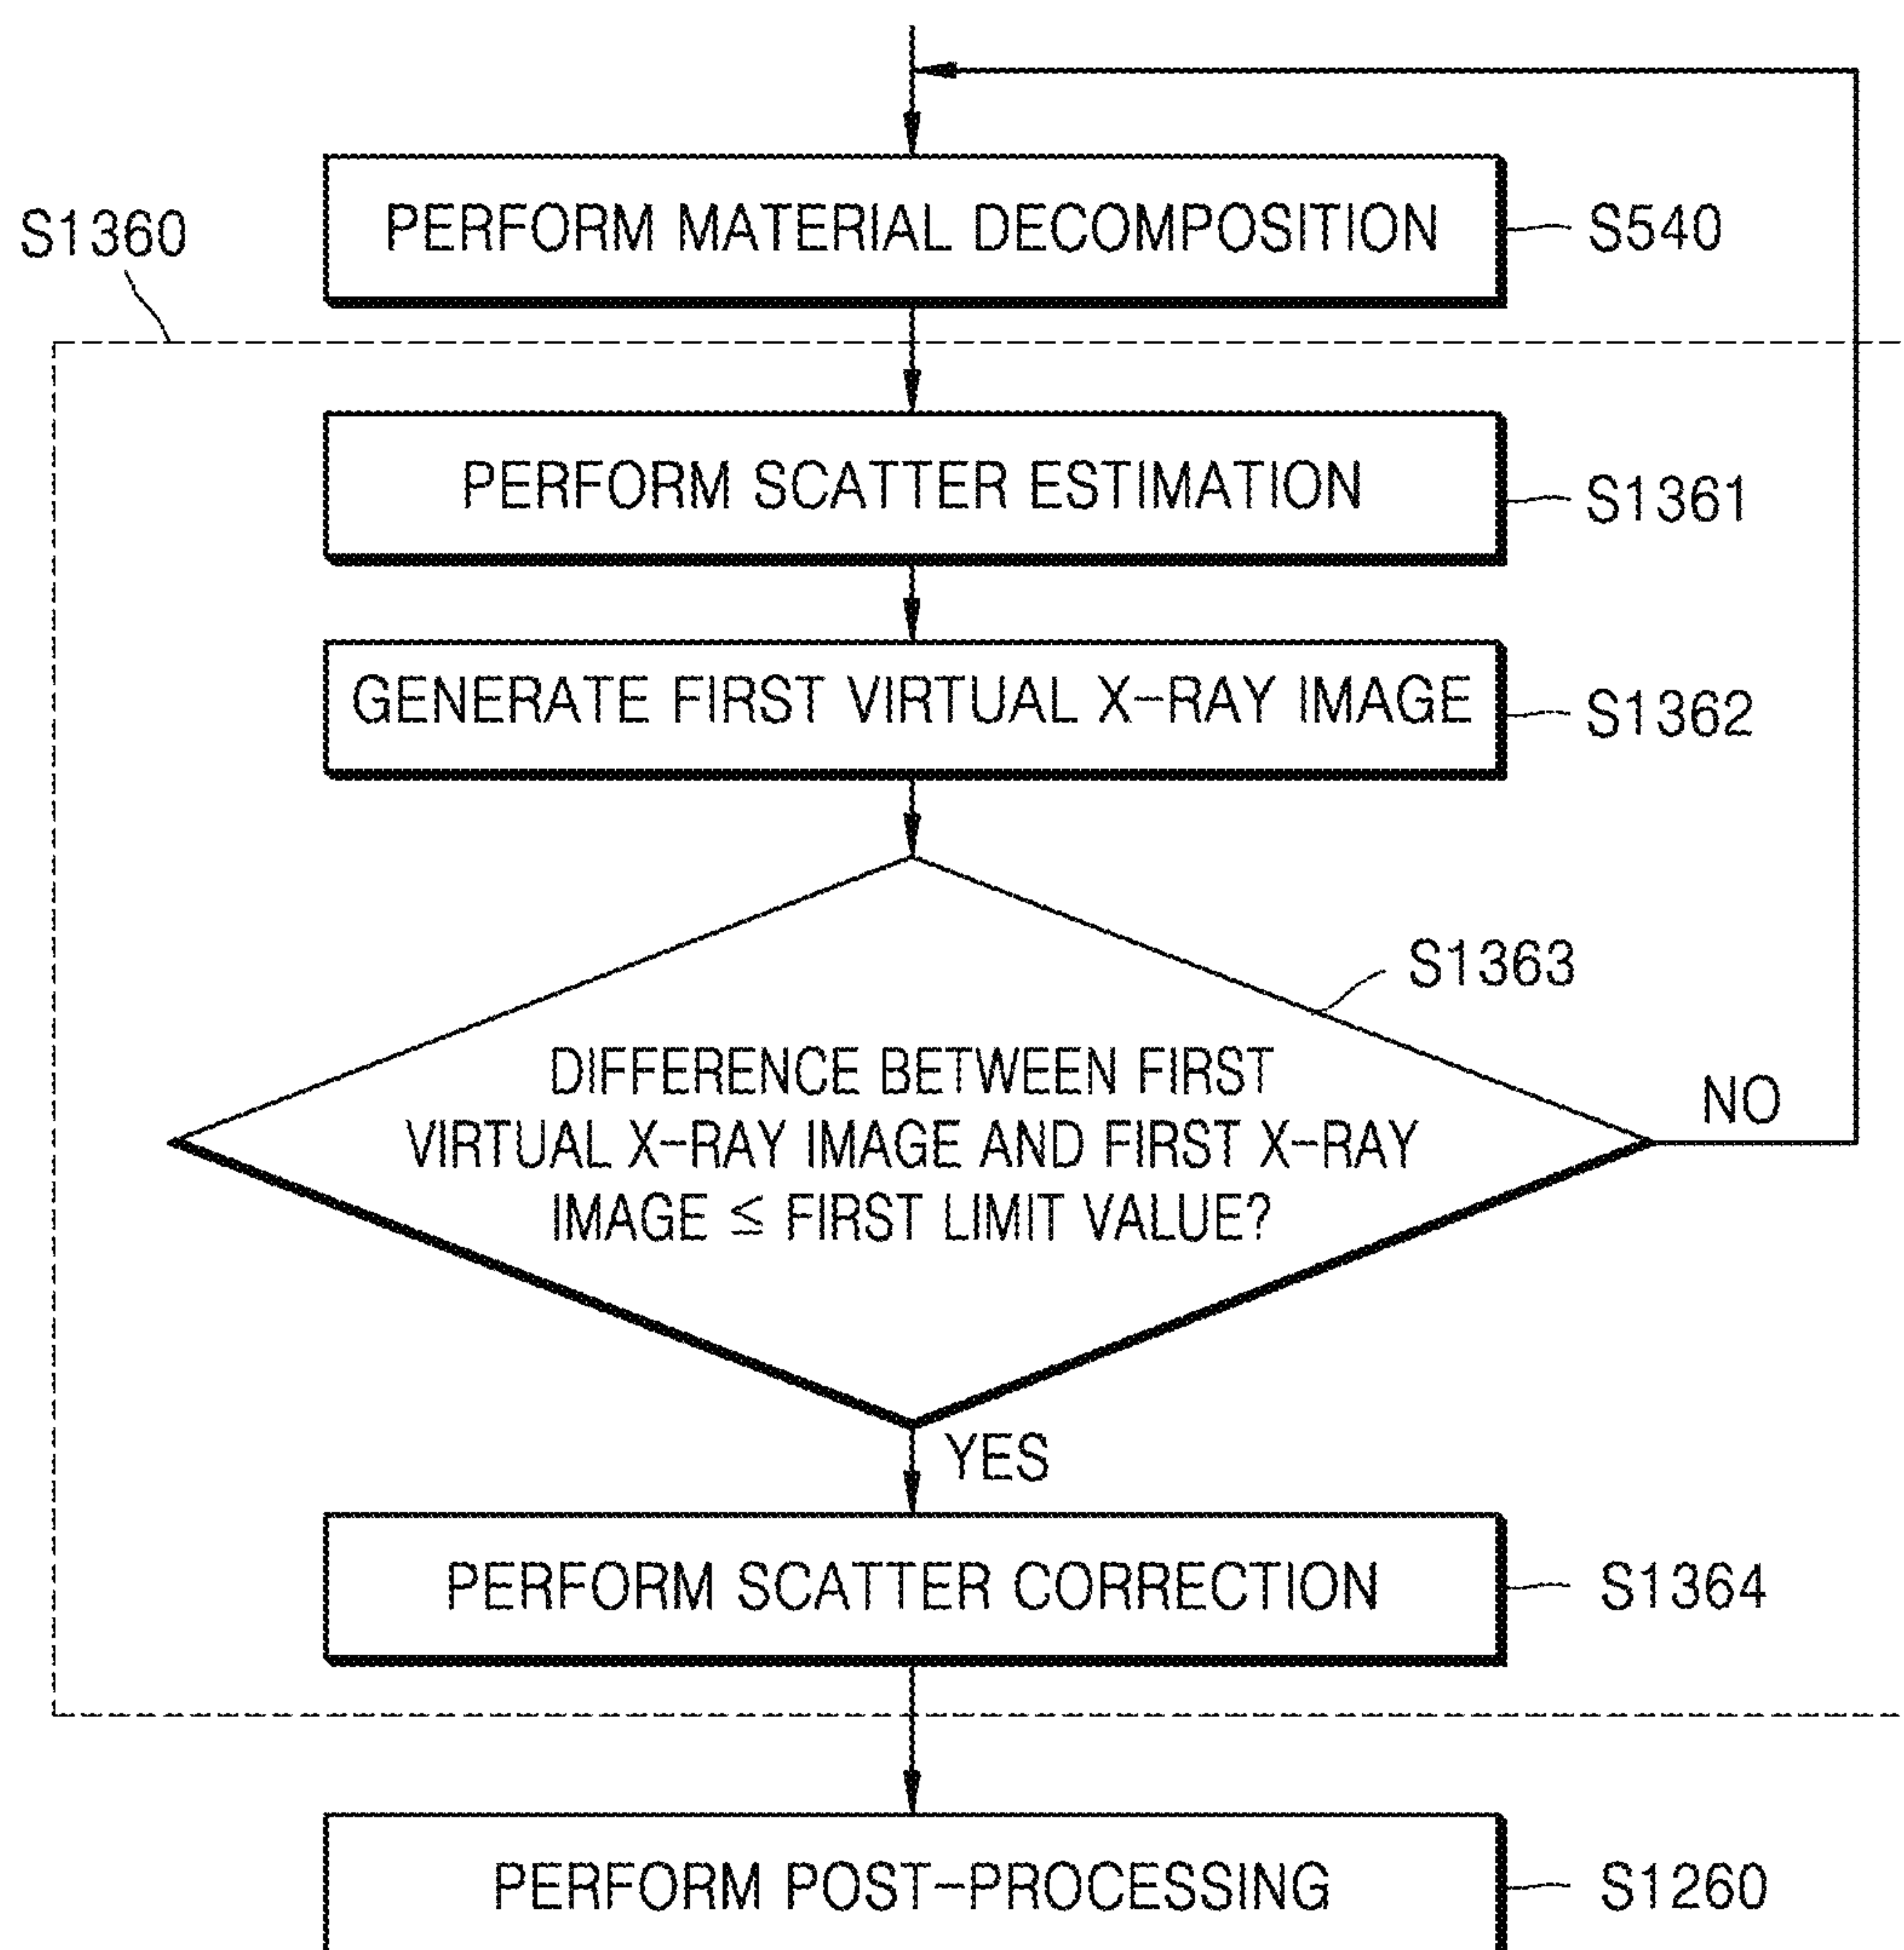 PERFORM MATERIAL DECOMPOSITION
S540
S1360
PERFORM SCATTER ESTIMATION
S1361
GENERATE FIRST VIRTUAL X-RAY IMAGE
S1362
S1363
DIFFERENCE BETWEEN FIRST
VIRTUAL X-RAY IMAGE AND FIRST X-RAY
IMAGE ≦ FIRST LIMIT VALUE?
NO
YES
PERFORM SCATTER CORRECTION
S1364
PERFORM POST-PROCESSING
S1260